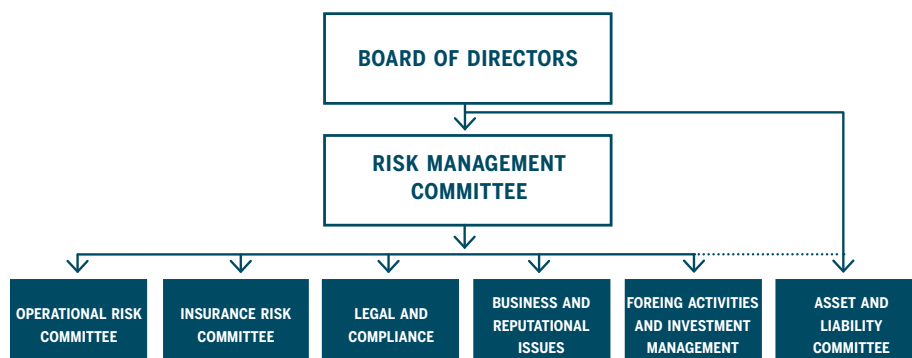 BOARD OF DIRECTORS
RISK MANAGEMENT
COMMITTEE
OPERATIONAL RISK
COMMITTEE
INSURANCE RISK
COMMITTEE
LEGAL AND
COMPLIANCE
BUSINESS AND
REPUTATIONAL
ISSUES
FOREING ACTIVITIES
AND INVESTMENT
MANAGEMENT
ASSET AND
LIABILITY
COMMITTEE